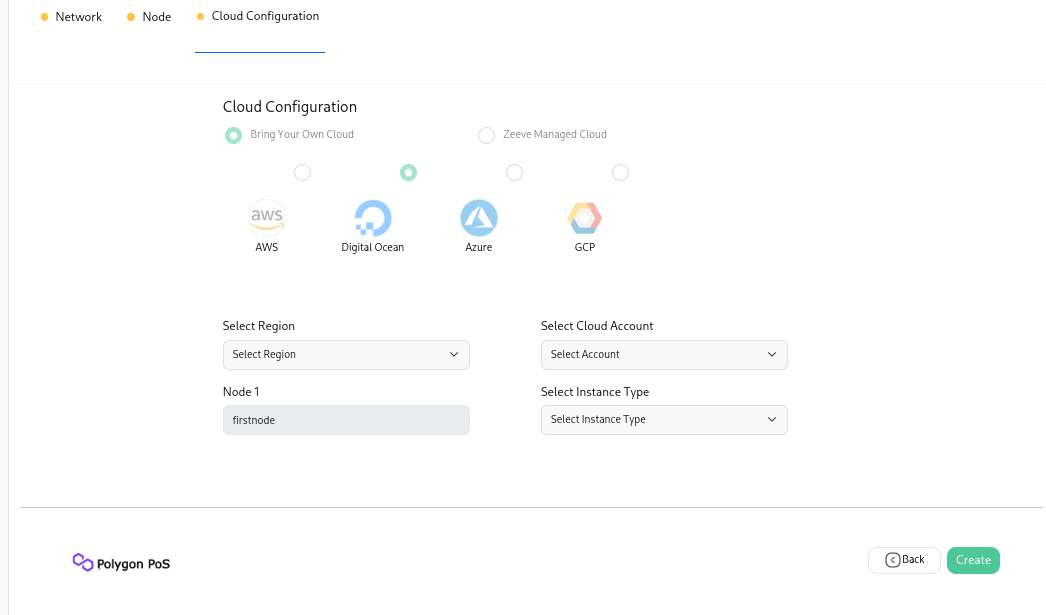 Network Node Cloud Configuration
Cloud Configuration
Bring Your Own Cloud Zeeve Managed Cloud
aws
AWS Digital Ocean Azure GCP
Select Region Select Cloud Account
Select Region Select Account
Node 1 Select Instance Type
firstnode Select Instance Type
Polygon PoS Back Create